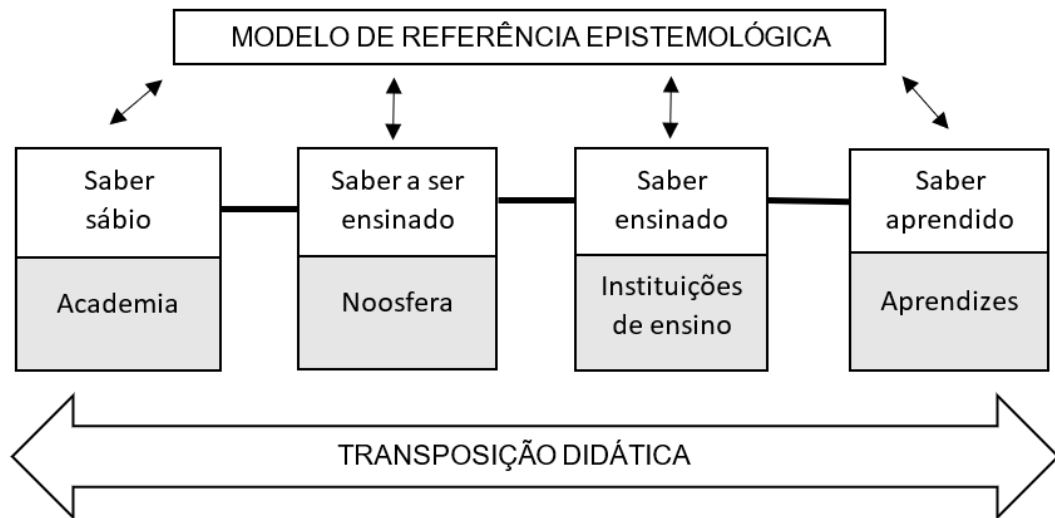 MODELO DE REFERÊNCIA EPISTEMOLÓGICA
Saber
sábio
Academia
Saber a ser
ensinado
Noosfera
Saber
ensinado
Instituições
de ensino
Saber
aprendido
Aprendizes
TRANSPOSIÇÃO DIDÁTICA